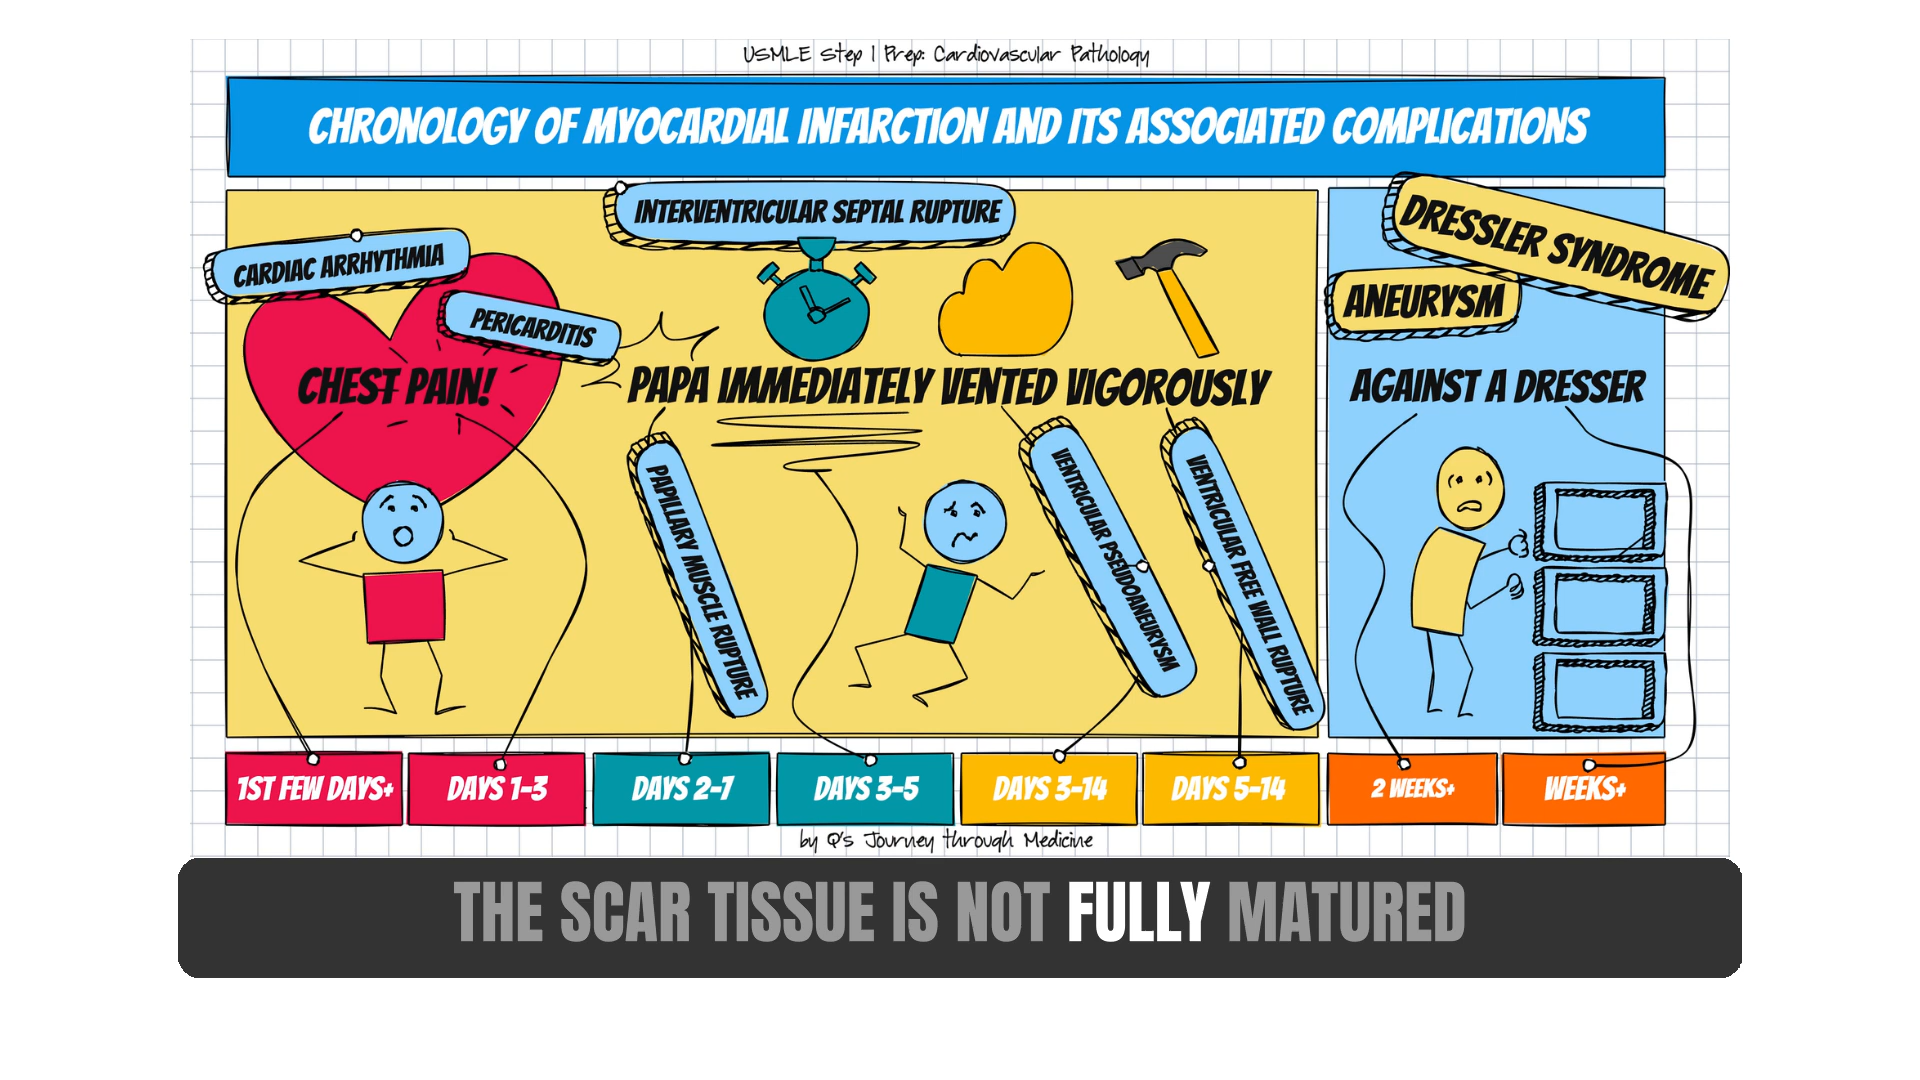 USMLE Step 1 Prep: Cardiovascular Pathology
CHRONOLOGY OF MYOCARDIAL INFARCTION AND ITS ASSOCIATED COMPLICATIONS
INTERVENTRICULAR SEPTAL RUPTURE
DRESSLER SYNDROME
CARDIAC ARRHYTHMIA
ANEURYSM
PERICARDITIS
CHEST PAIN!
PAPA IMMEDIATELY VENTED VIGOROUSLY
AGAINST A DRESSER
PAPILLARY MUSCLE RUPTURE
VENTRICULAR PSEUDOANEURYSM
VENTRICULAR FREE WALL RUPTURE
1ST FEW DAYS+
DAYS 1-3
DAYS 2-7
DAYS 3-5
DAYS 3-14
DAYS 5-14
2 WEEKS+
WEEKS+
by Q's Journey through Medicine
THE SCAR TISSUE IS NOT FULLY MATURED